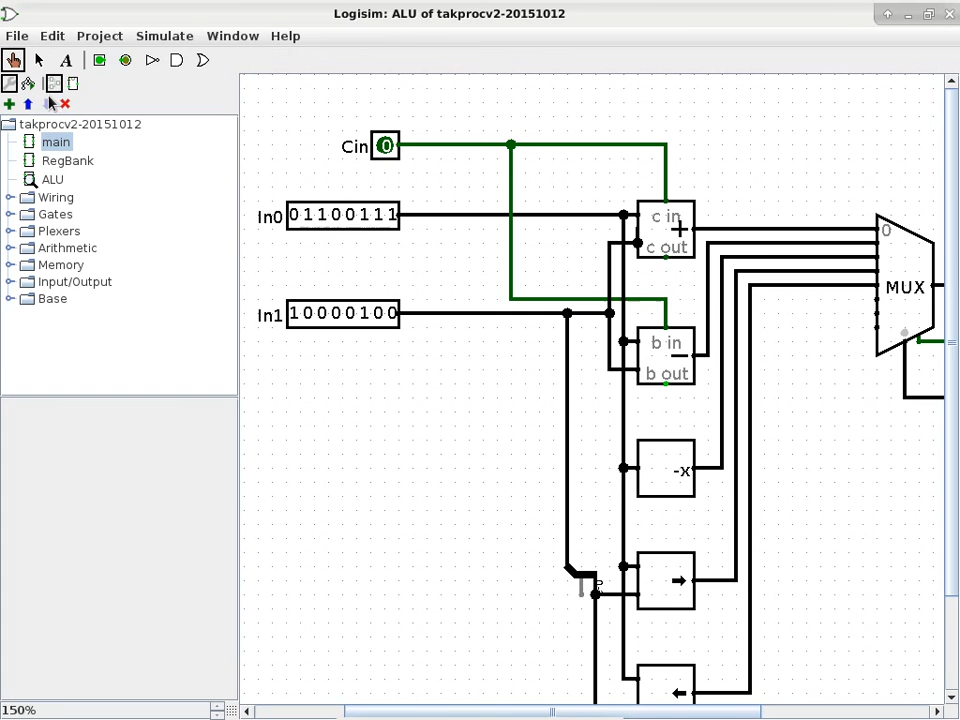 Logisim: ALU of takprocv2-20151012
File Edit Project Simulate Window Help
A
takprocv2-20151012
main
RegBank
ALU
Wiring
Gates
Plexers
Arithmetic
Memory
Input/Output
Base
150%
Cin 0
In0 01100111
c in
+
c out
0
MUX
In1 10000100
b in
−
b out
-x